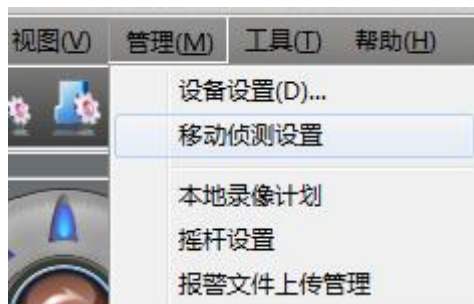 视图(V) 管理(M) 工具(T) 帮助(H)
设备设置(D)...
移动侦测设置
本地录像计划
摇杆设置
报警文件上传管理